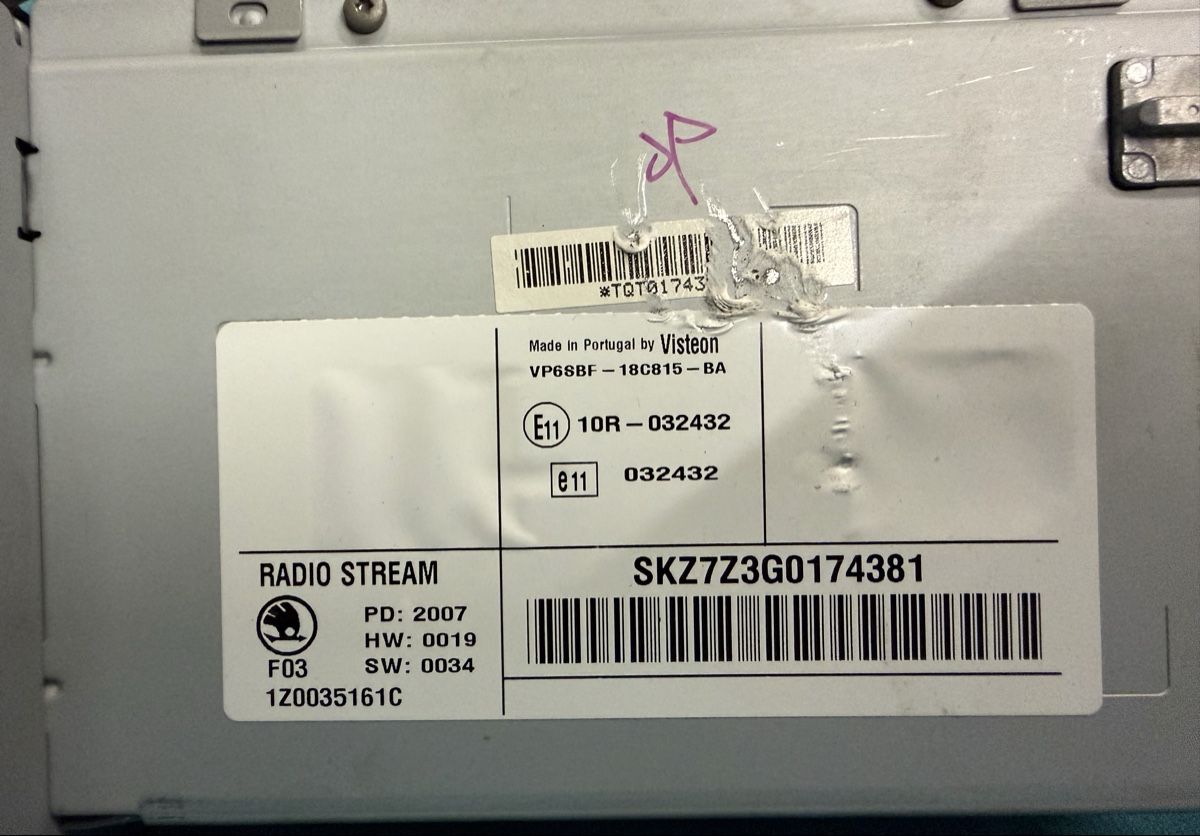 *TQT01743
Made in Portugal by Visteon
VP6SBF-18C815-BA
E11 10R-032432
e11 032432
RADIO STREAM
SKZ7Z3G0174381
PD: 2007
HW: 0019
F03 SW: 0034
1Z0035161C